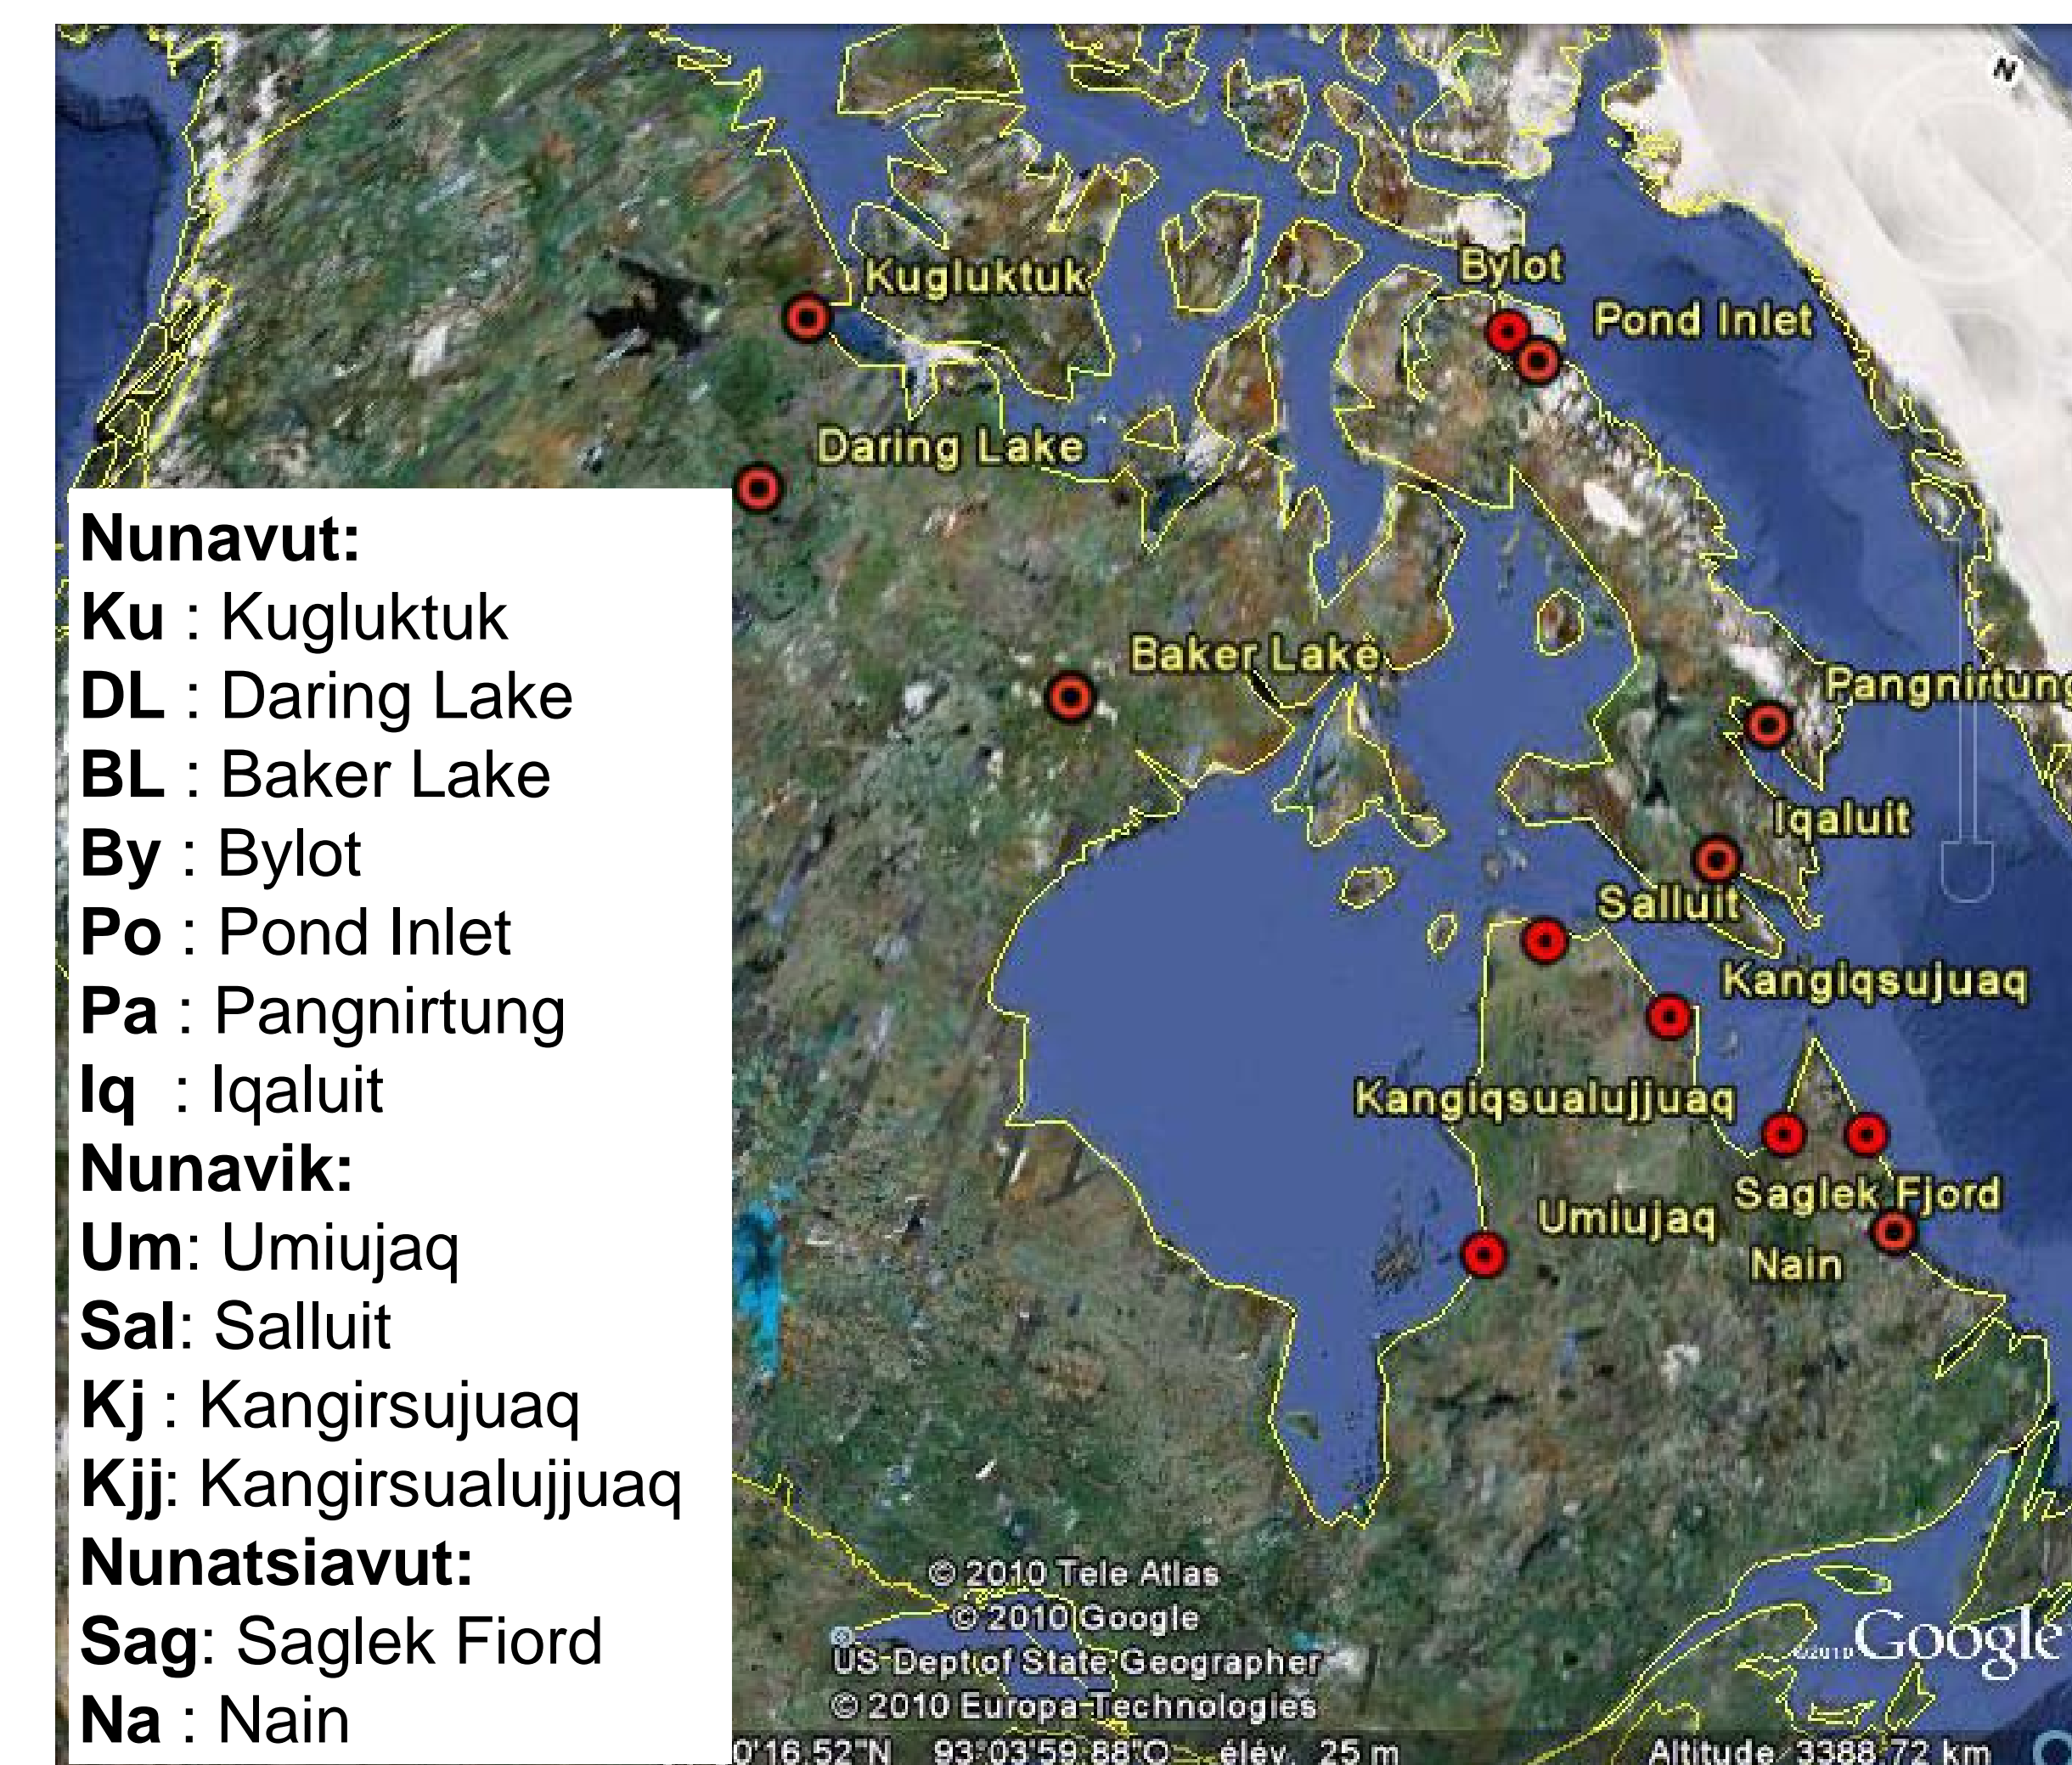 N
Bylot
Kugluktuk
Pond Inlet
Daring Lake
Baker Lake
Pangnirtung
Iqaluit
Salluit
Kangiqsujuaq
Kangiqsualujjuaq
Saglek Fjord
Umiujaq
Nain
Nunavut:
Ku : Kugluktuk
DL : Daring Lake
BL : Baker Lake
By : Bylot
Po : Pond Inlet
Pa : Pangnirtung
Iq : Iqaluit
Nunavik:
Um: Umiujaq
Sal: Salluit
Kj : Kangirsujuaq
Kjj: Kangirsualujjuaq
Nunatsiavut:
Sag: Saglek Fiord
Na : Nain
© 2010 Tele Atlas
© 2010 Google
US Dept of State Geographer
© 2010 Europa Technologies
©2010 Google
0'16.52"N 93°03'59.88"O élév. 25 m Altitude 3388.72 km